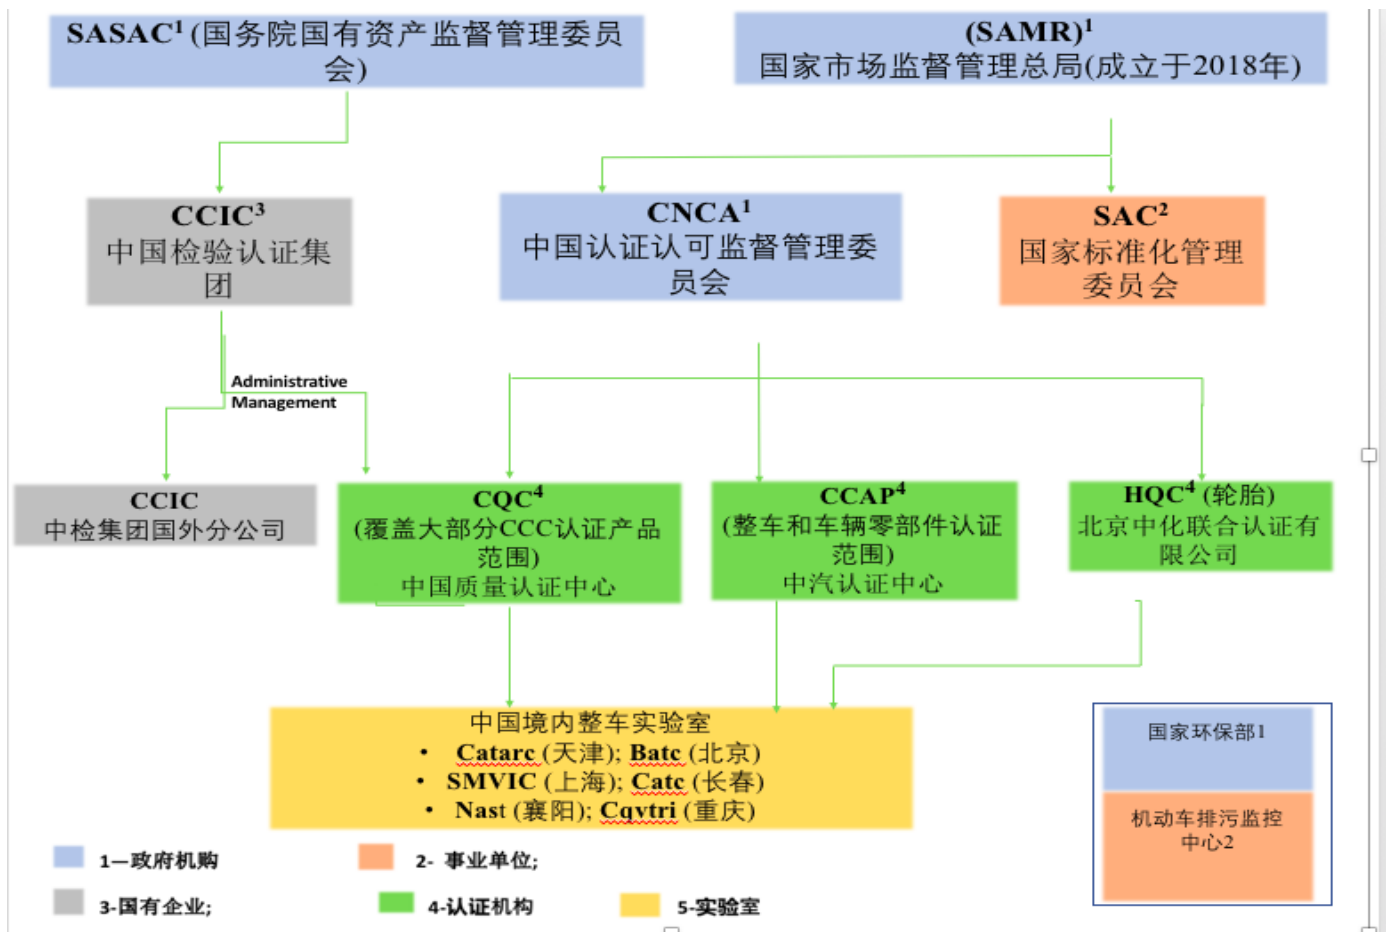 SASAC¹ (国务院国有资产监督管理委员
会)
(SAMR)¹
国家市场监督管理总局(成立于2018年)
CCIC³
中国检验认证集
团
CNCA¹
中国认证认可监督管理委
员会
SAC²
国家标准化管理
委员会
Administrative
Management
CCIC
中检集团国外分公司
CQC⁴
(覆盖大部分CCC认证产品
范围)
中国质量认证中心
CCAP⁴
(整车和车辆零部件认证
范围)
中汽认证中心
HQC⁴ (轮胎)
北京中化联合认证有
限公司
中国境内整车实验室
• Catarc (天津); Batc (北京)
• SMVIC (上海); Catc (长春)
• Nast (襄阳); Cqvtri (重庆)
国家环保部1
机动车排污监控
中心2
1—政府机购
2- 事业单位;
3-国有企业;
4-认证机构
5-实验室